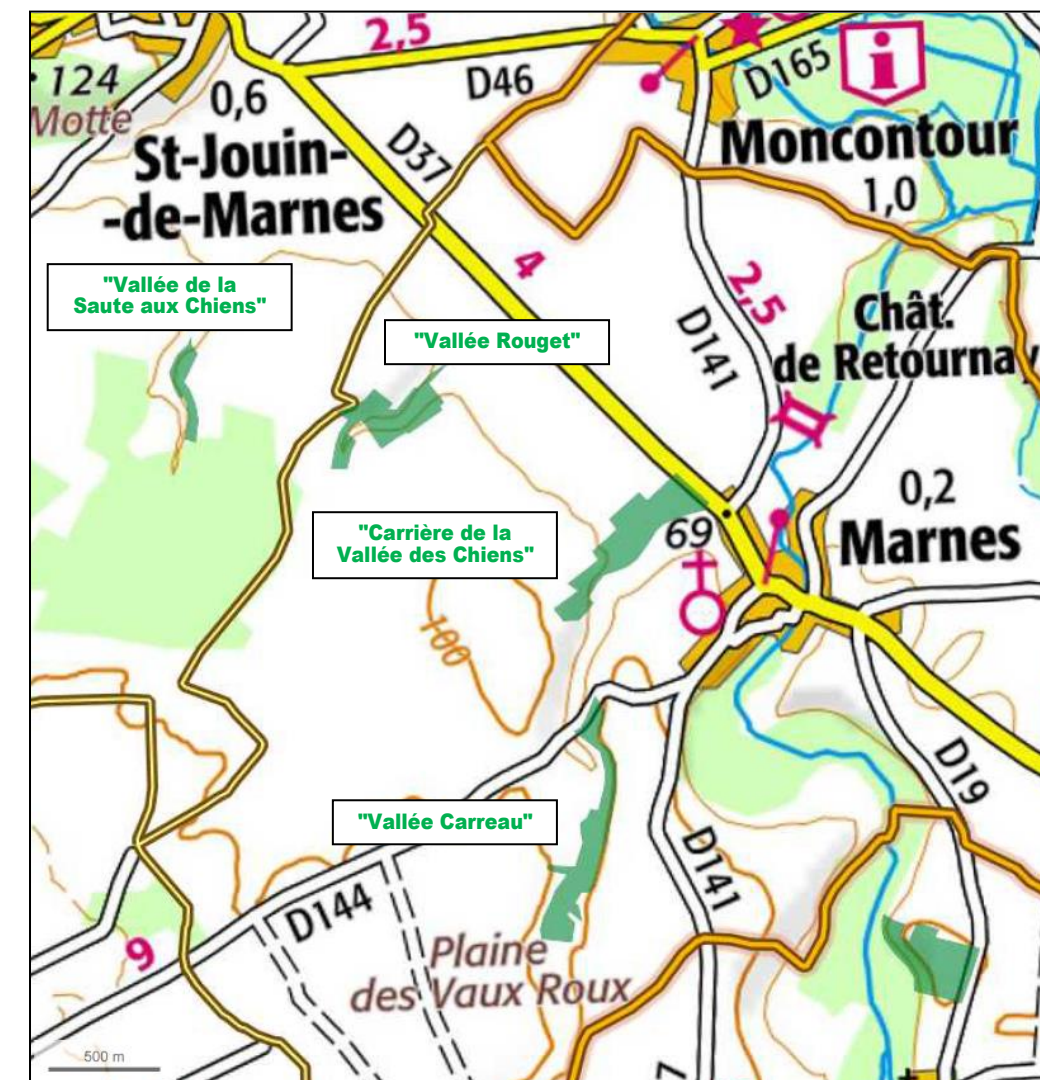 2,5
D165
124
Motte
0,6
D46
St-Jouin-
-de-Marnes
D37
Moncontour
1,0
4
2,5
"Vallée de la
Saute aux Chiens"
"Vallée Rouget"
D141
Chât.
de Retournay
0,2
Marnes
69
"Carrière de la
Vallée des Chiens"
100
D19
"Vallée Carreau"
D141
D144
9
Plaine
des Vaux Roux
500 m
7